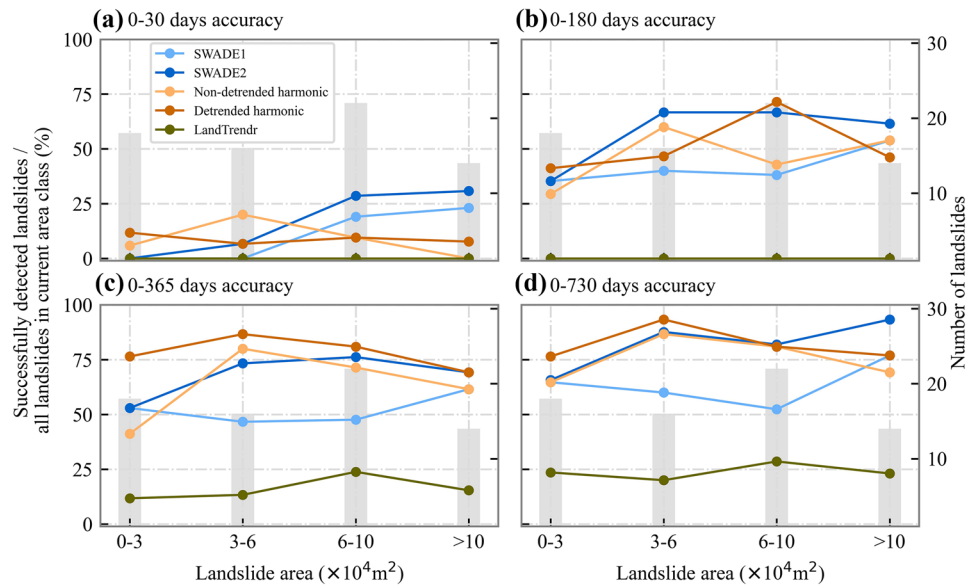 (a) 0-30 days accuracy
(b) 0-180 days accuracy
100
75
50
25
0
SWADE1
SWADE2
Non-detrended harmonic
Detrended harmonic
LandTrendr
30
20
10
(c) 0-365 days accuracy
(d) 0-730 days accuracy
100
75
50
25
0
30
20
10
0-3
3-6
6-10
>10
0-3
3-6
6-10
>10
Landslide area (×10⁴m²)
Landslide area (×10⁴m²)
Successfully detected landslides /
all landslides in current area class (%)
Number of landslides